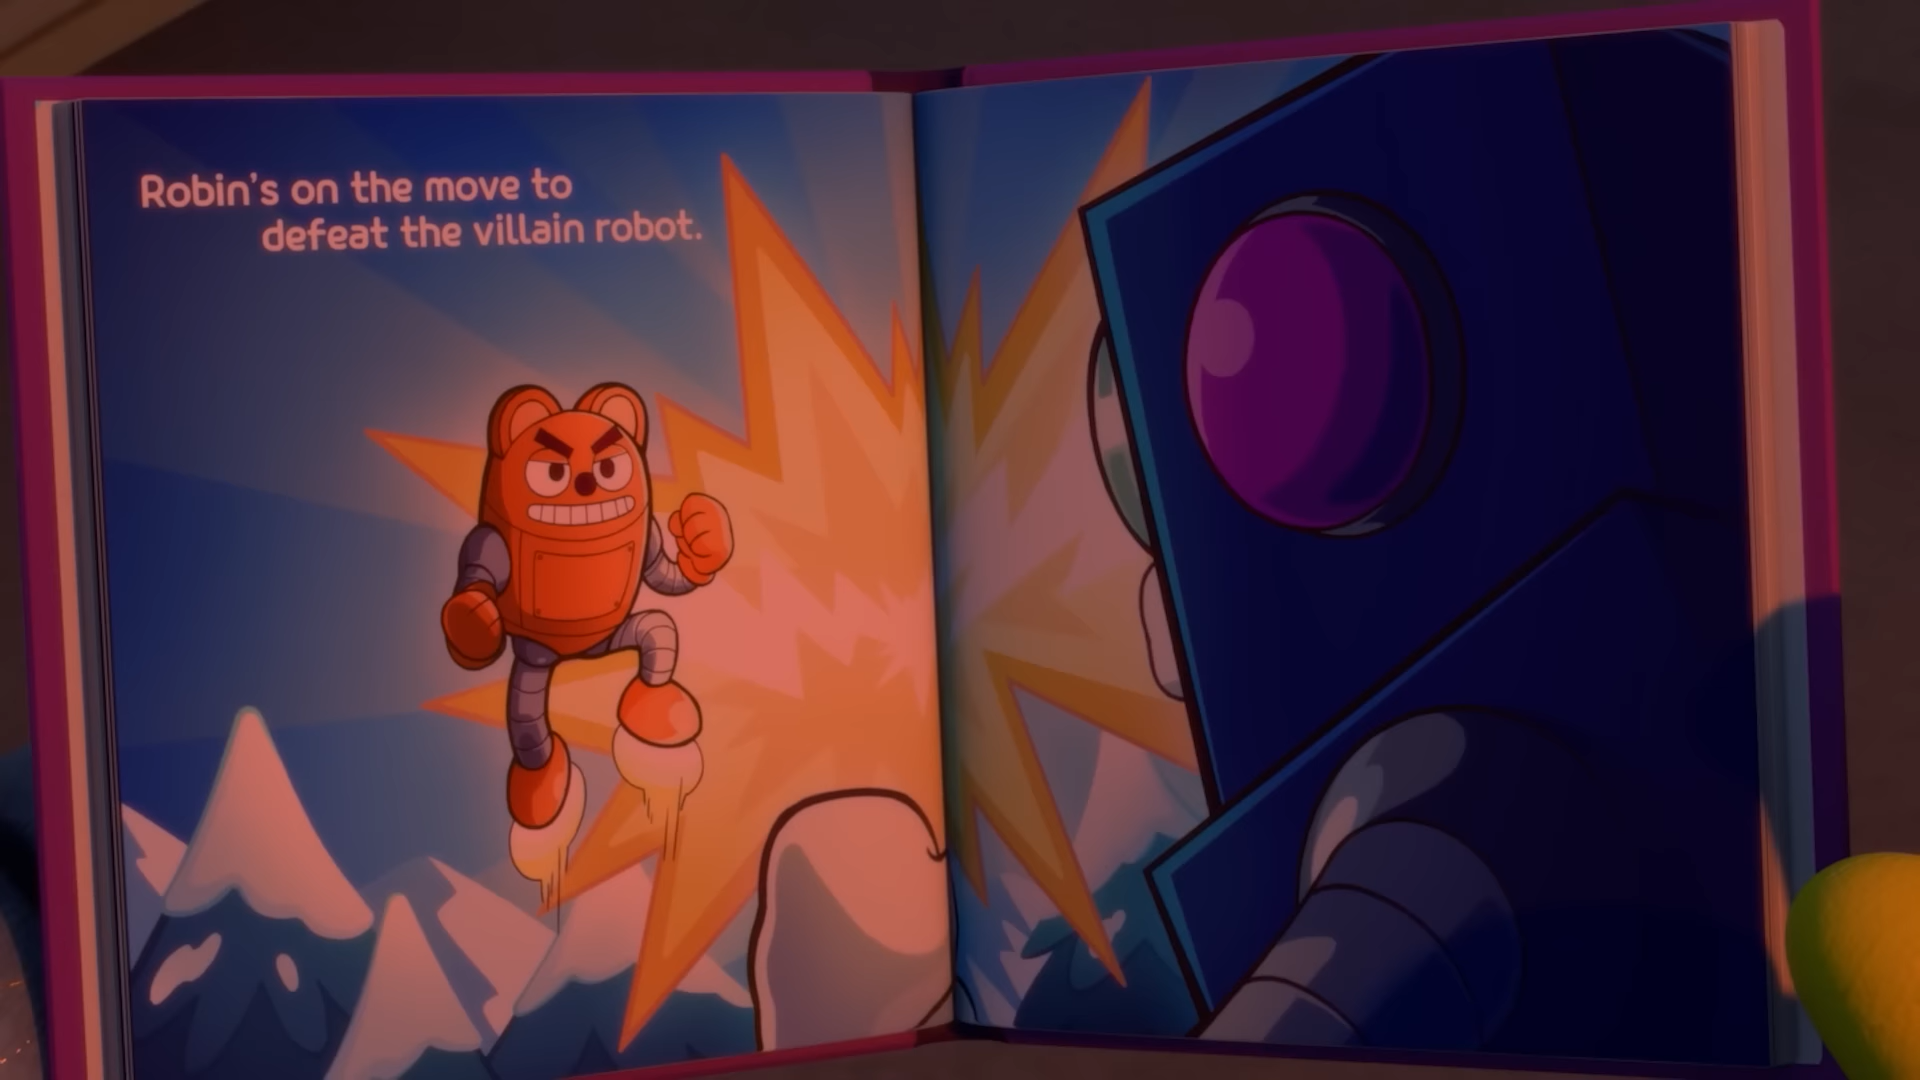 Robin's on the move to
defeat the villain robot.